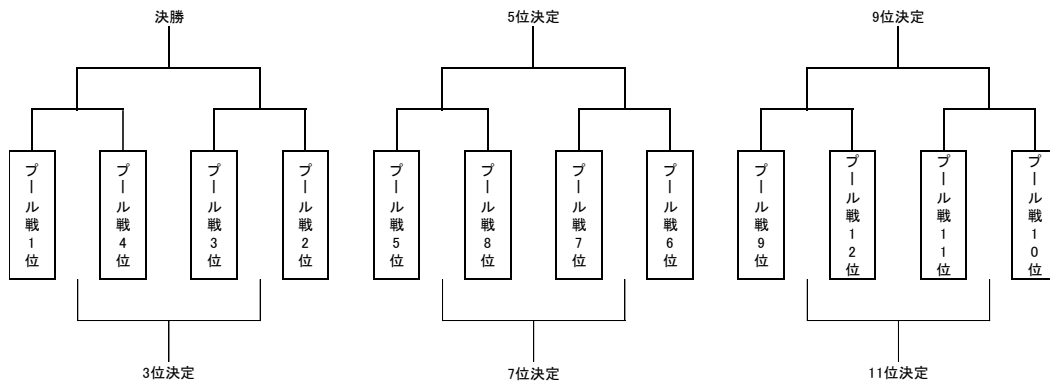 決勝
5位決定
9位決定
プール戦1位
プール戦4位
プール戦3位
プール戦2位
プール戦5位
プール戦8位
プール戦7位
プール戦6位
プール戦9位
プール戦12位
プール戦11位
プール戦10位
3位決定
7位決定
11位決定